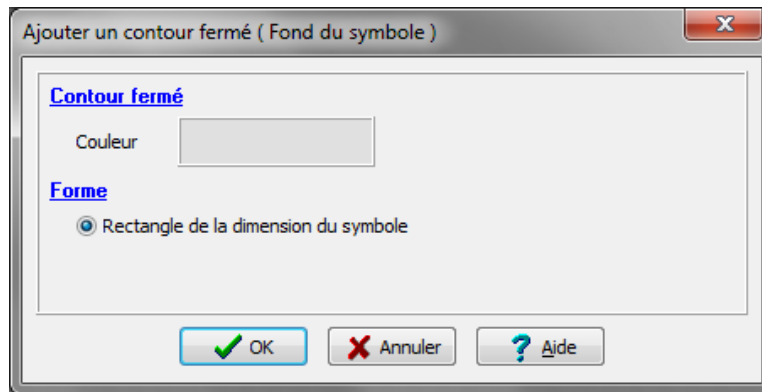 Ajouter un contour fermé ( Fond du symbole )
Contour fermé
Couleur
Forme
Rectangle de la dimension du symbole
OK Annuler Aide